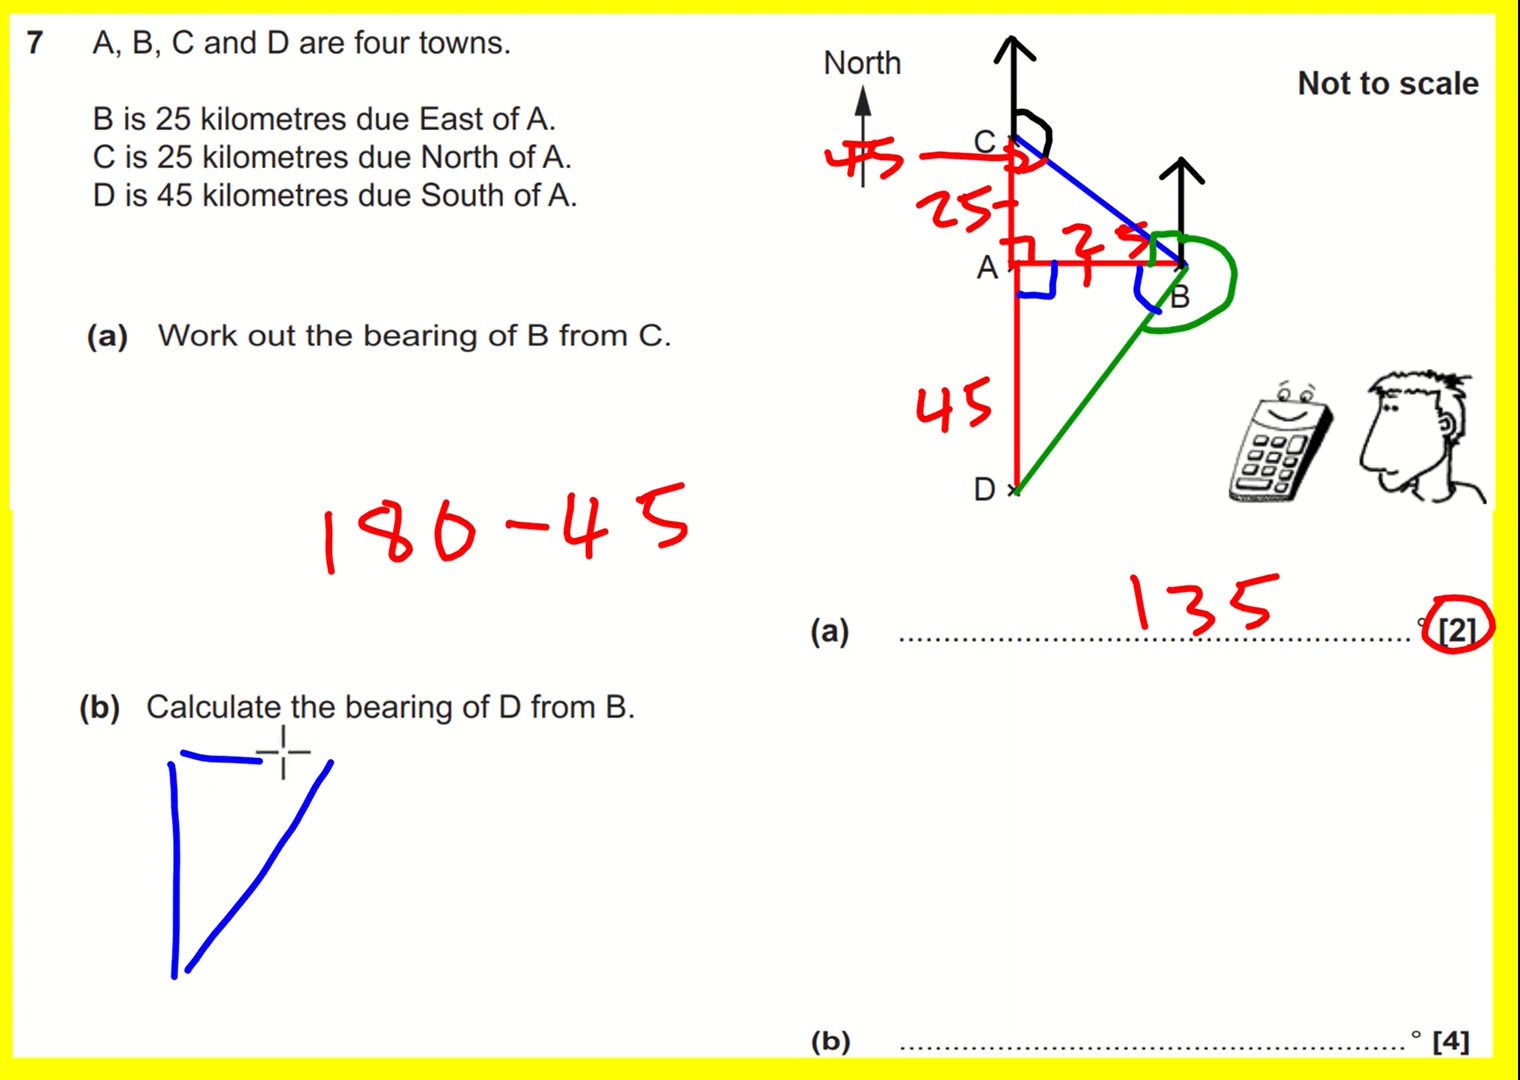 7 A, B, C and D are four towns.
B is 25 kilometres due East of A.
C is 25 kilometres due North of A.
D is 45 kilometres due South of A.
North
Not to scale
C
45
25
25
A
B
45
D
(a) Work out the bearing of B from C.
180-45
135
(a) ........................................................ ° [2]
(b) Calculate the bearing of D from B.
(b) ........................................................ ° [4]